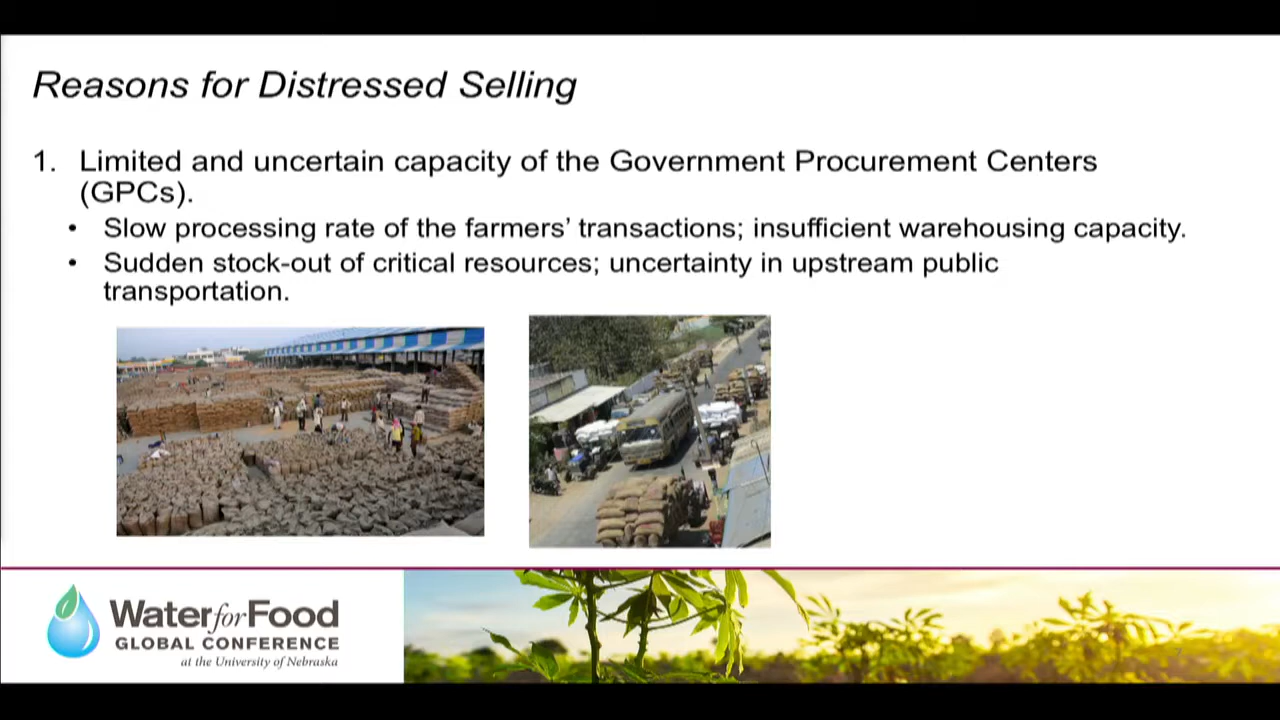 Reasons for Distressed Selling
1. Limited and uncertain capacity of the Government Procurement Centers
(GPCs).
• Slow processing rate of the farmers’ transactions; insufficient warehousing capacity.
• Sudden stock-out of critical resources; uncertainty in upstream public
transportation.
Water for Food
GLOBAL CONFERENCE
at the University of Nebraska
7